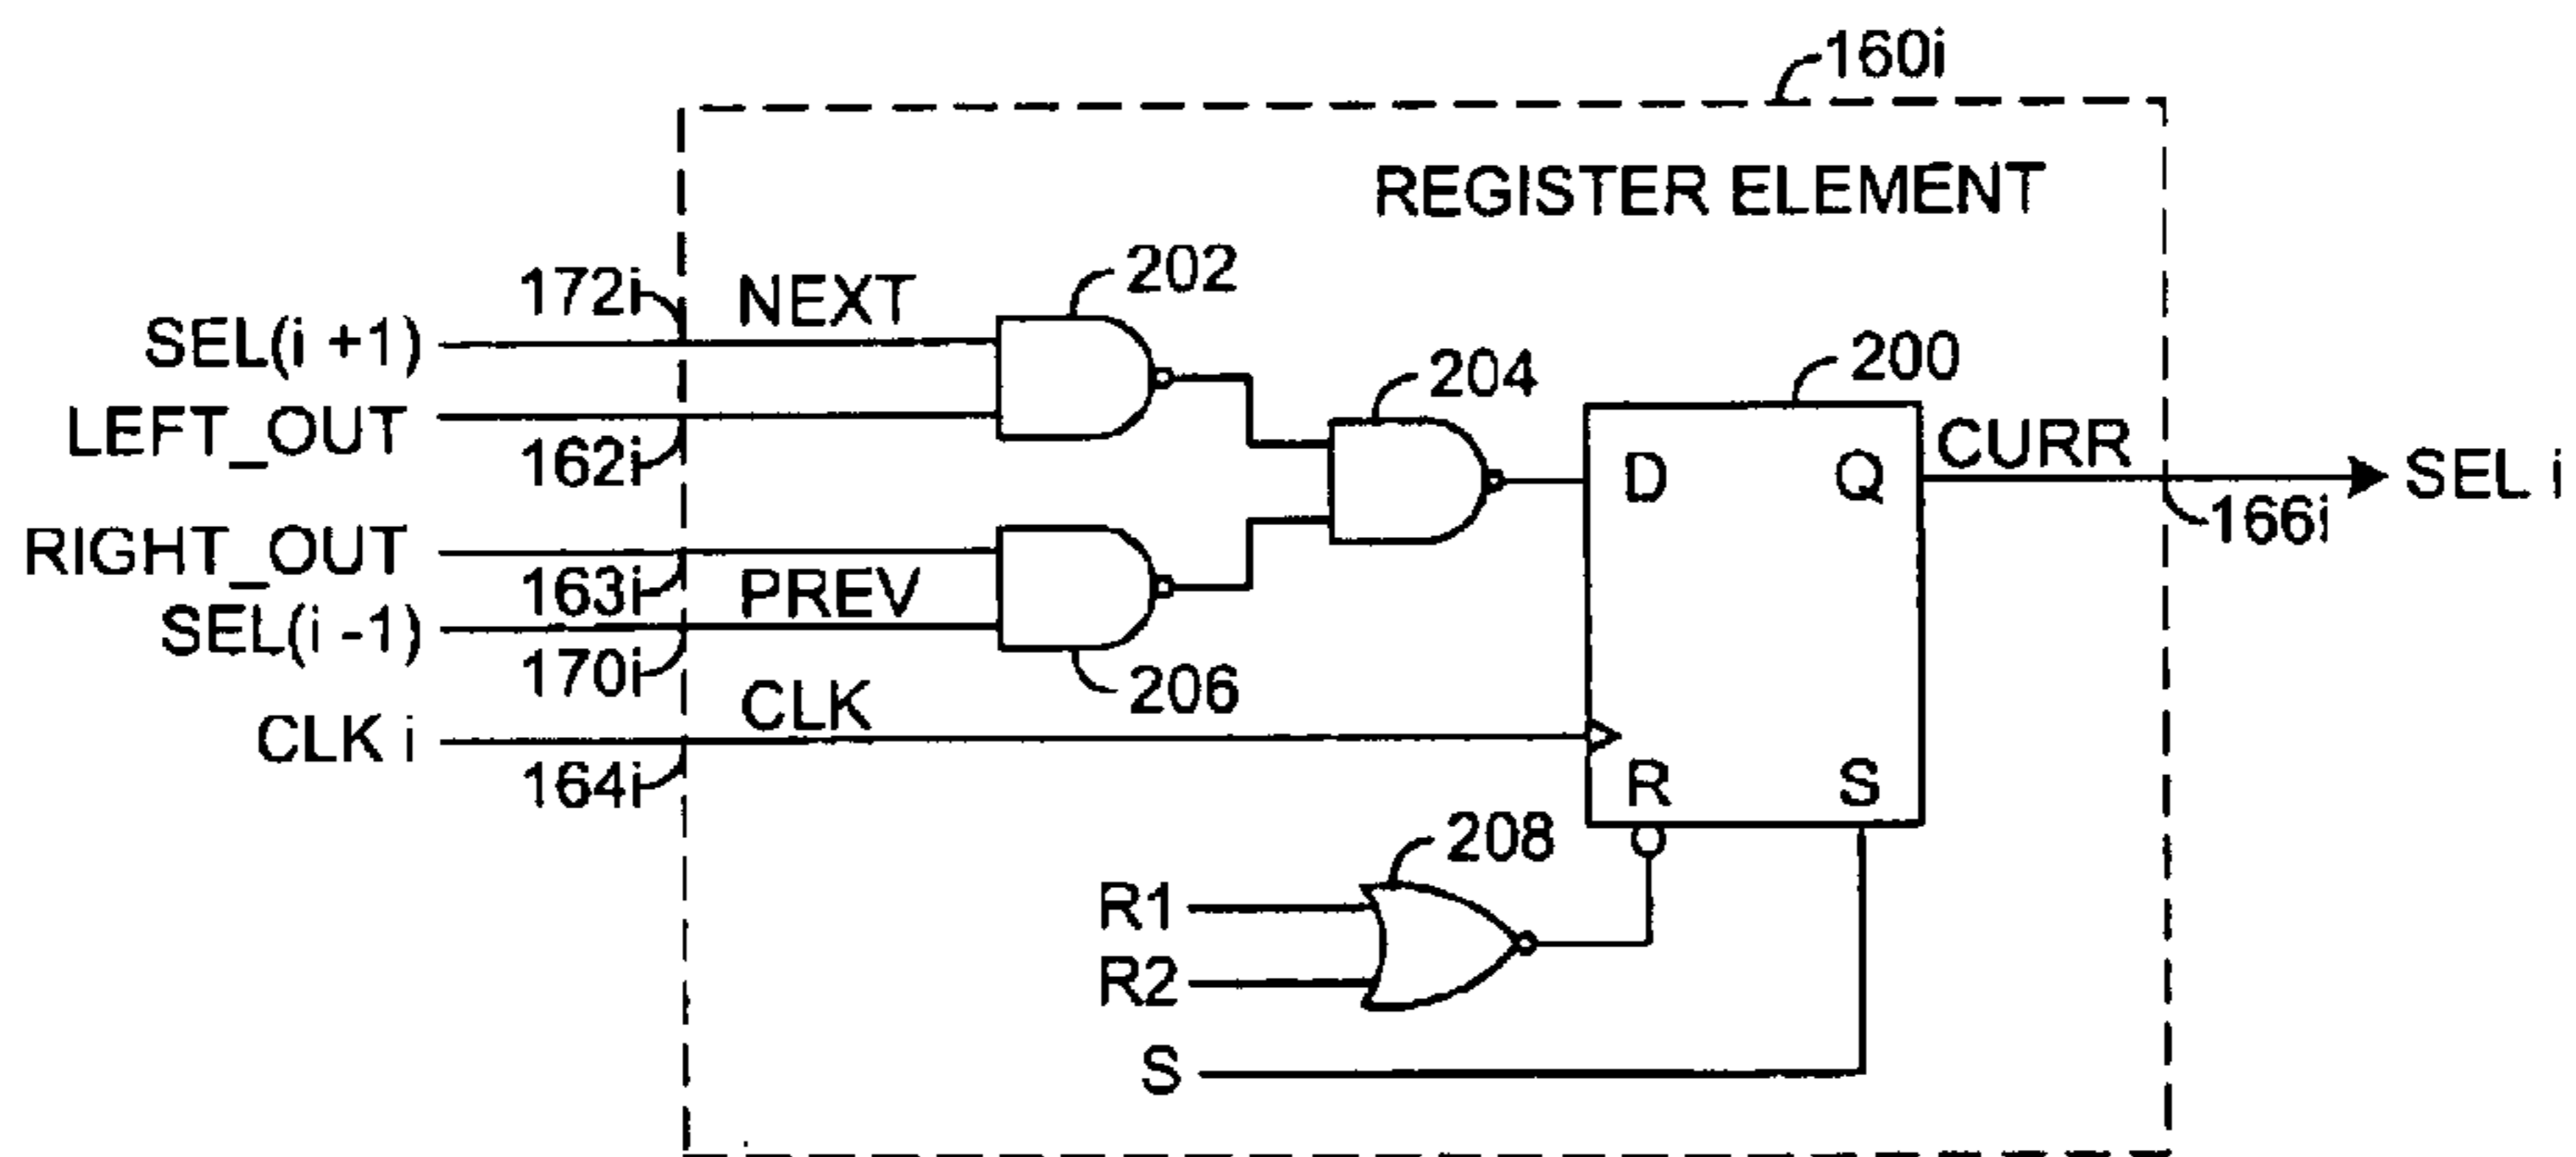 160i
REGISTER ELEMENT
202
172i
NEXT
SEL(i +1)
204
200
LEFT_OUT
162i
D
Q
CURR
SEL i
166i
RIGHT_OUT
163i
PREV
SEL(i -1)
170i
206
CLK
CLK i
164i
R
S
208
R1
R2
S